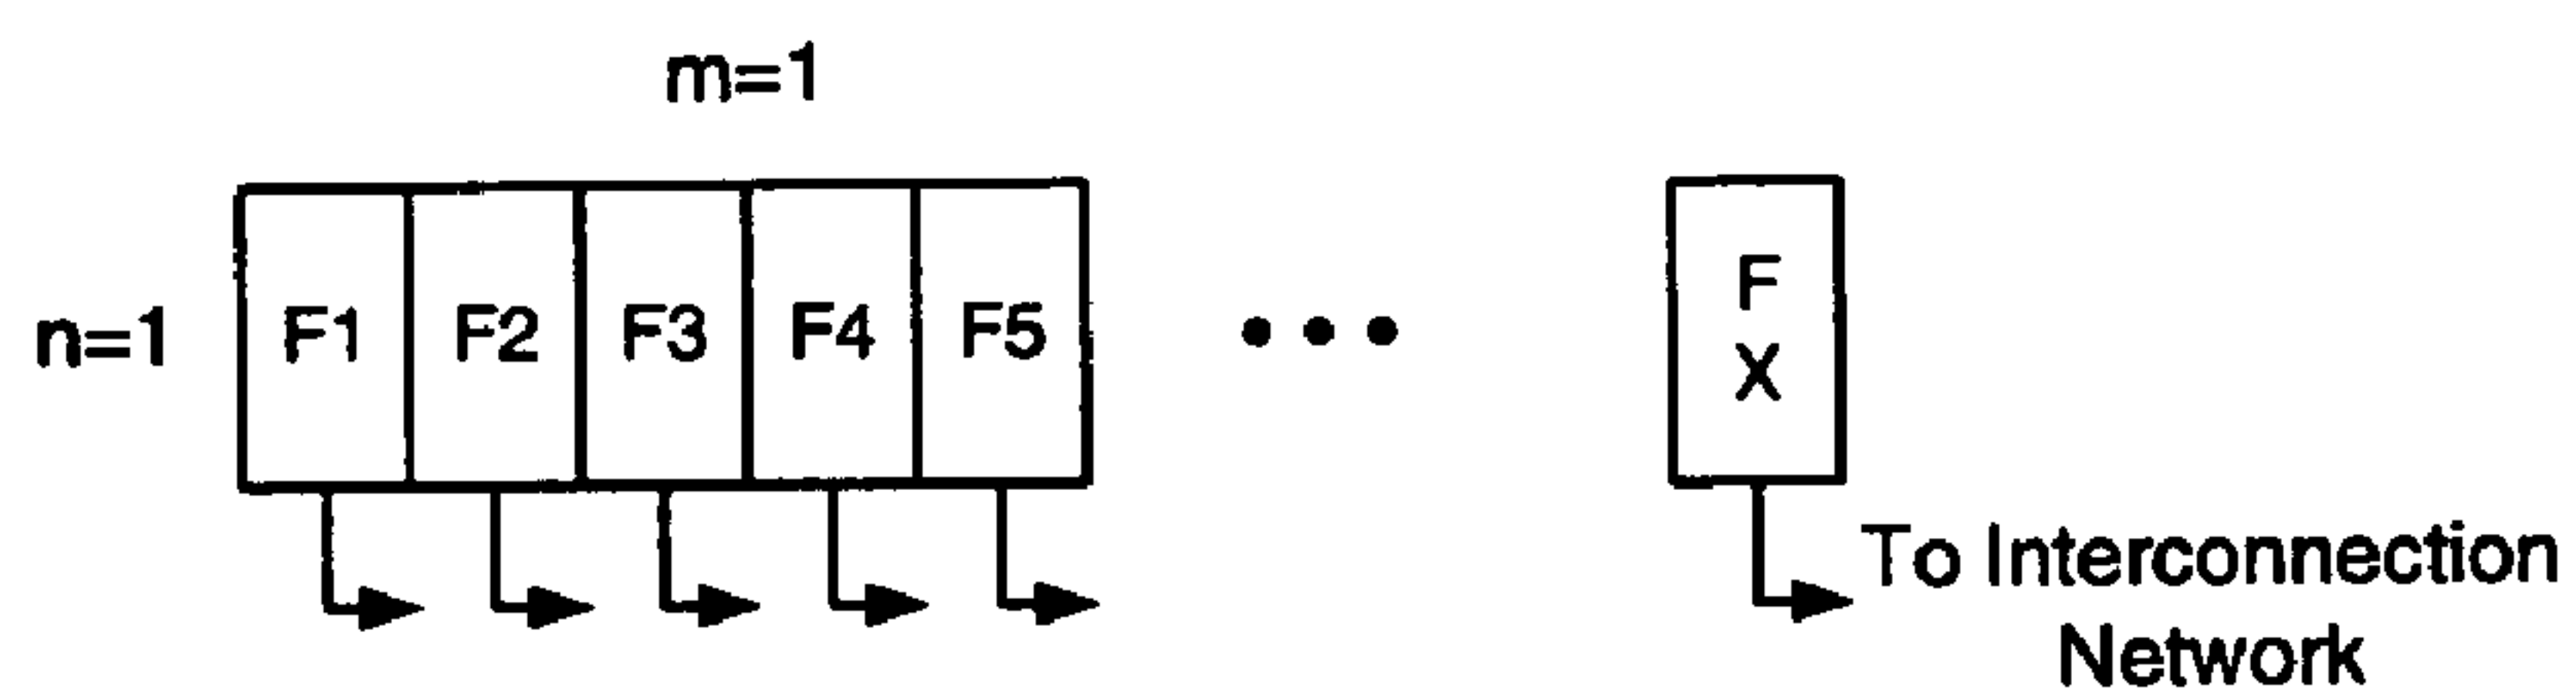 m=1
n=1
F1 F2 F3 F4 F5
F
X
To Interconnection
Network